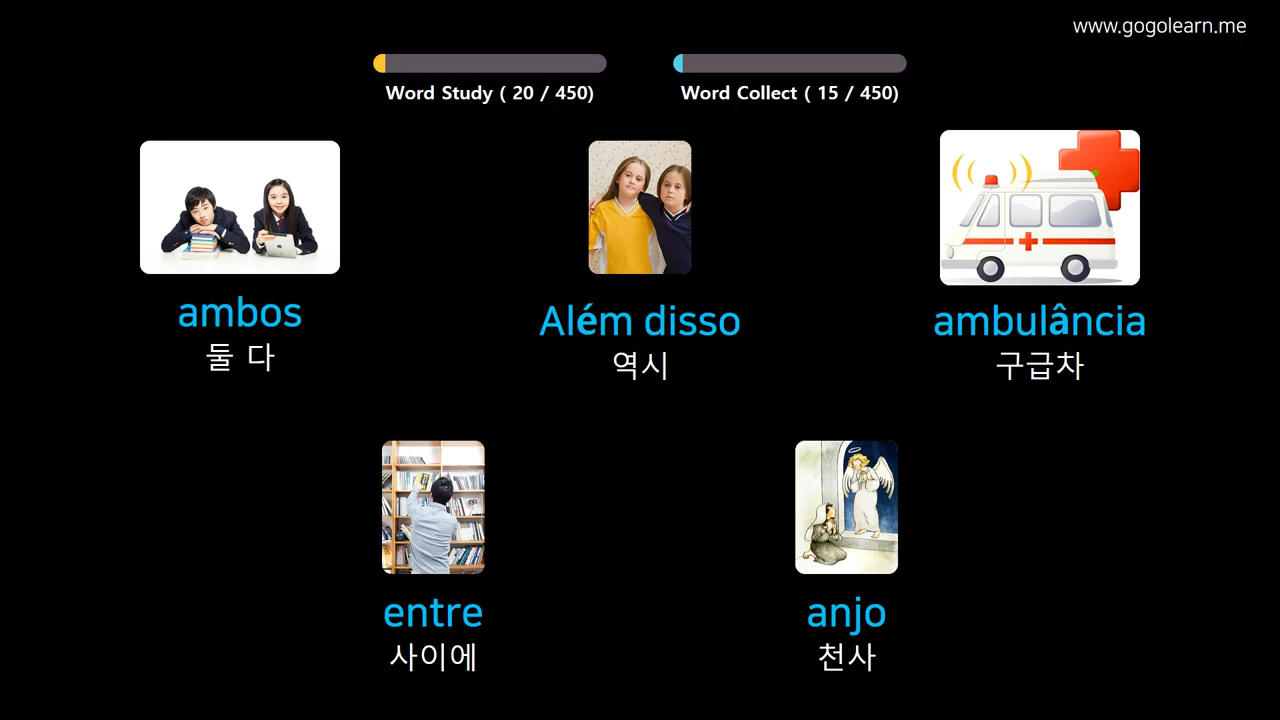 www.gogolearn.me
Word Study ( 20 / 450)
Word Collect ( 15 / 450)
ambos
둘 다
Além disso
역시
ambulância
구급차
entre
사이에
anjo
천사